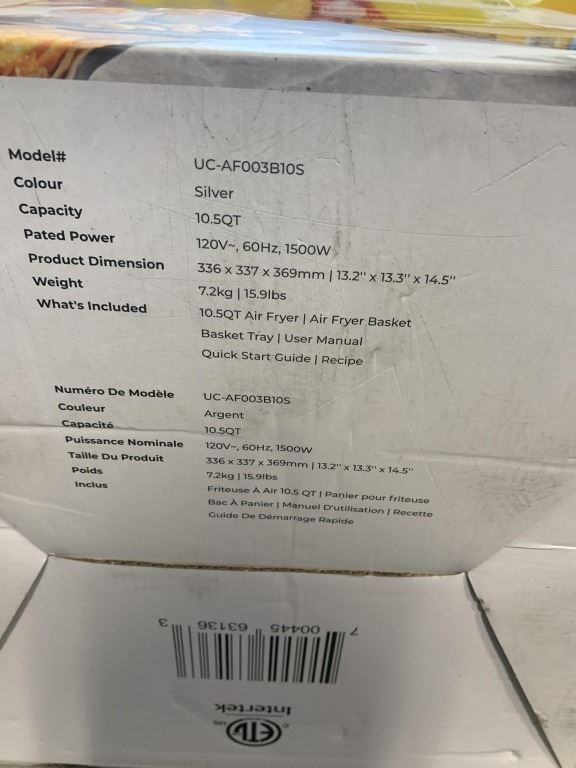 Model# UC-AF003B10S
Colour Silver
Capacity 10.5QT
Pated Power 120V~, 60Hz, 1500W
Product Dimension 336 x 337 x 369mm | 13.2" x 13.3" x 14.5"
Weight 7.2kg | 15.9lbs
What's Included 10.5QT Air Fryer | Air Fryer Basket
Basket Tray | User Manual
Quick Start Guide | Recipe
Numéro De Modèle UC-AF003B10S
Couleur Argent
Capacité 10.5QT
Puissance Nominale 120V~, 60Hz, 1500W
Taille Du Produit 336 x 337 x 369mm | 13.2" x 13.3" x 14.5"
Poids 7.2kg | 15.9lbs
Inclus Friteuse À Air 10.5 QT | Panier pour friteuse
Bac À Panier | Manuel D'utilisation | Recette
Guide De Démarrage Rapide
7 00445 63136 3
Intertek
C ETL US